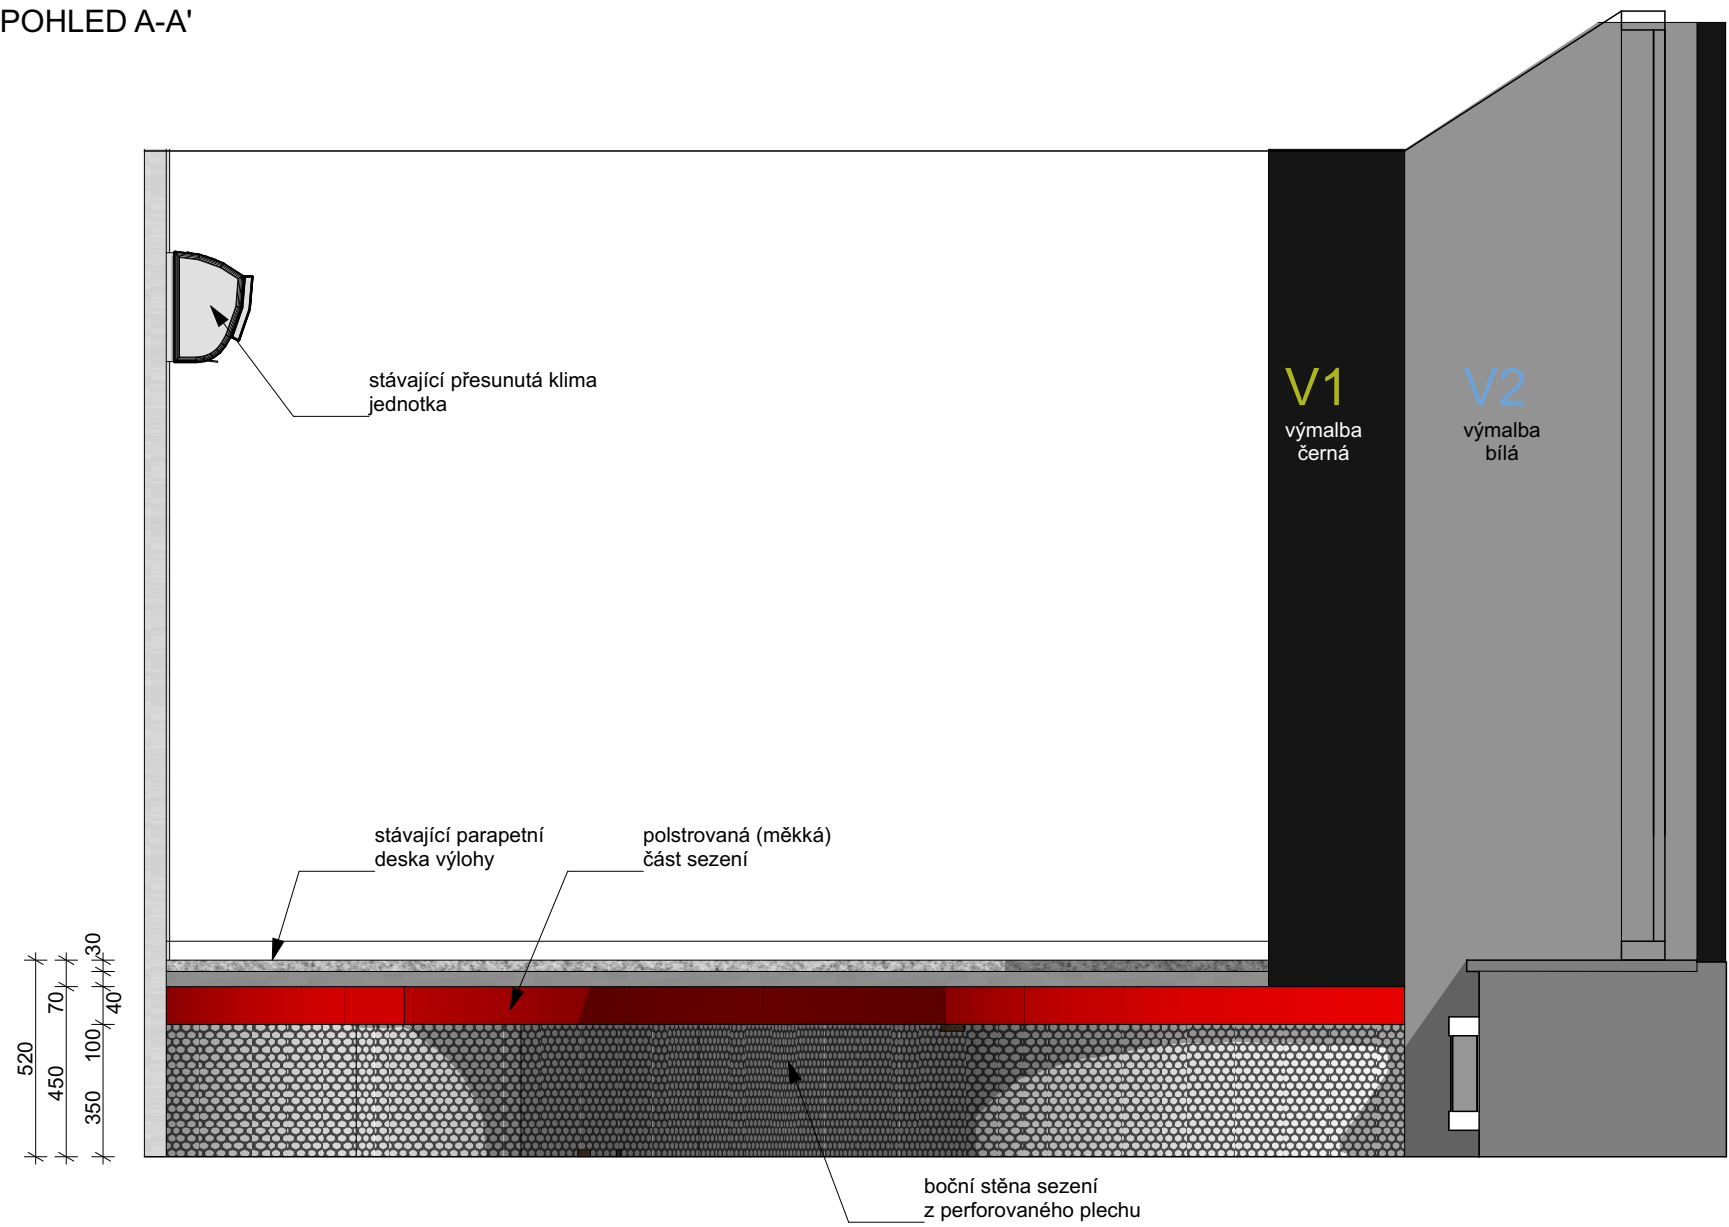 POHLED A-A'
stávající přesunutá klima
jednotka
V1
výmalba
černá
V2
výmalba
bílá
stávající parapetní
deska výlohy
polstrovaná (měkká)
část sezení
30
70
40
520
450
100
350
boční stěna sezení
z perforovaného plechu